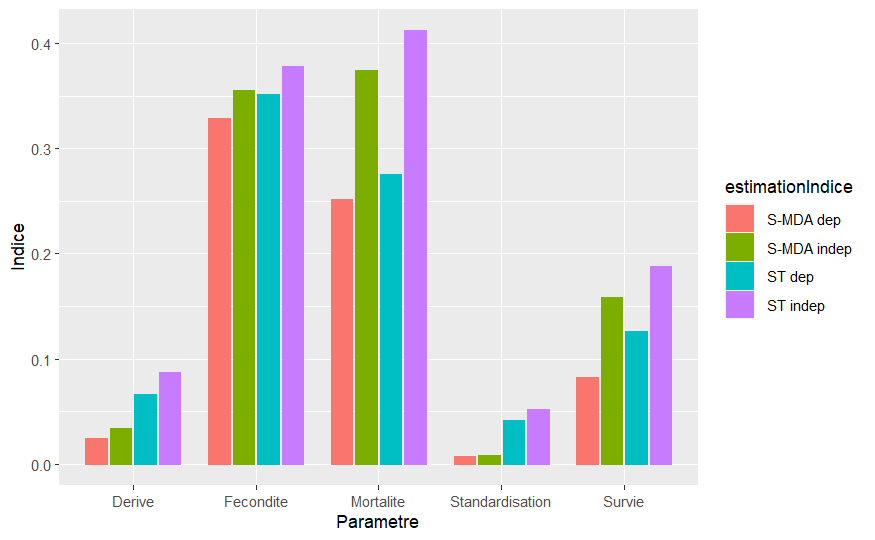 0.4
0.3
0.2
0.1
0.0
Indice
Derive
Fecondite
Mortalite
Standardisation
Survie
Parametre
estimationIndice
S-MDA dep
S-MDA indep
ST dep
ST indep